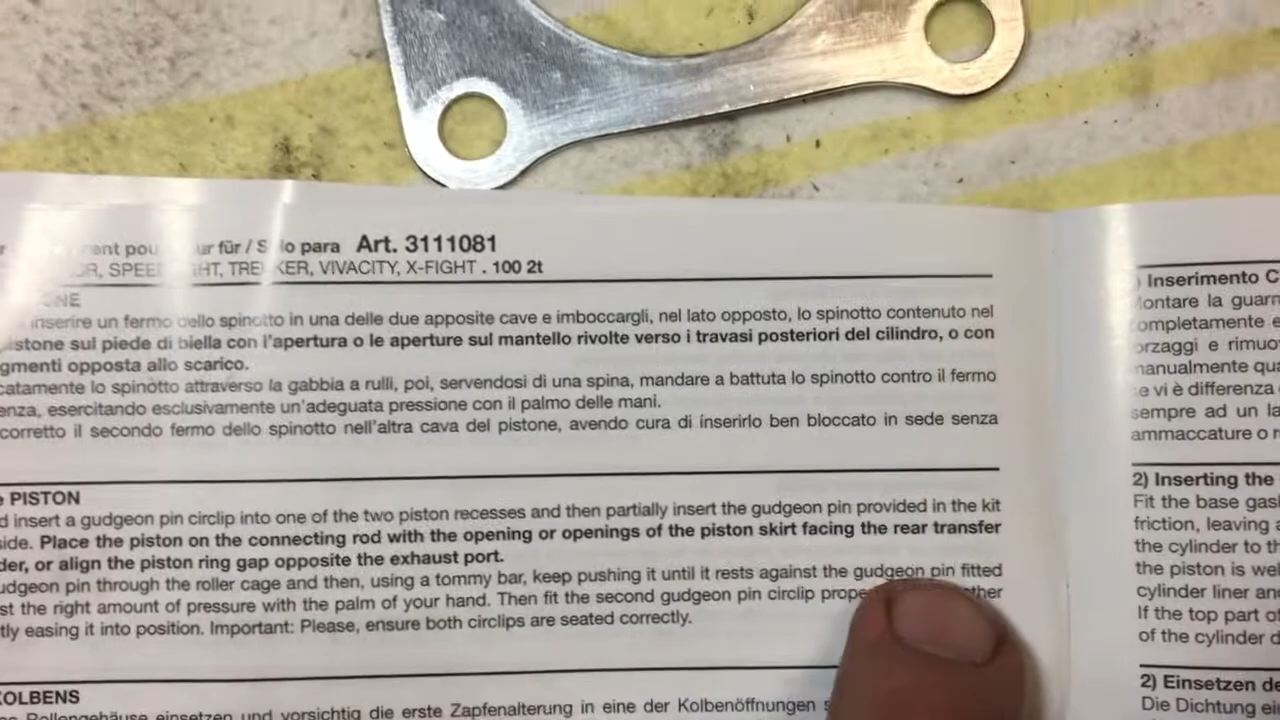 für / S lo para Art. 3111081
TRE KER, VIVACITY, X-FIGHT . 100 2t
inserire un fermo dello spinotto in una delle due apposite cave e imboccargli, nel lato opposto, lo spinotto contenuto nel
istone sul piede di biella con l'apertura o le aperture sul mantello rivolte verso i travasi posteriori del cilindro, o con
gmenti opposta allo scarico.
catamente lo spinotto attraverso la gabbia a rulli, poi, servendosi di una spina, mandare a battuta lo spinotto contro il fermo
enza, esercitando esclusivamente un'adeguata pressione con il palmo delle mani.
corretto il secondo fermo dello spinotto nell'altra cava del pistone, avendo cura di inserirlo ben bloccato in sede senza
PISTON
d insert a gudgeon pin circlip into one of the two piston recesses and then partially insert the gudgeon pin provided in the kit
side. Place the piston on the connecting rod with the opening or openings of the piston skirt facing the rear transfer
der, or align the piston ring gap opposite the exhaust port.
udgeon pin through the roller cage and then, using a tommy bar, keep pushing it until it rests against the gudgeon pin fitted
st the right amount of pressure with the palm of your hand. Then fit the second gudgeon pin circlip prope ther
tly easing it into position. Important: Please, ensure both circlips are seated correctly.
KOLBENS
Rollengehäuse einsetzen und vorsichtig die erste Zapfenalterung in eine der Kolbenöffnungen s
) Inserimento C
Montare la guarn
ompletamente e
orzaggi e rimuo
manualmente qua
se vi è differenza
sempre ad un la
ammaccature o r
2) Inserting the
Fit the base gas
friction, leaving a
the cylinder to th
the piston is wel
cylinder liner and
If the top part of
of the cylinder d
2) Einsetzen de
Die Dichtung ei